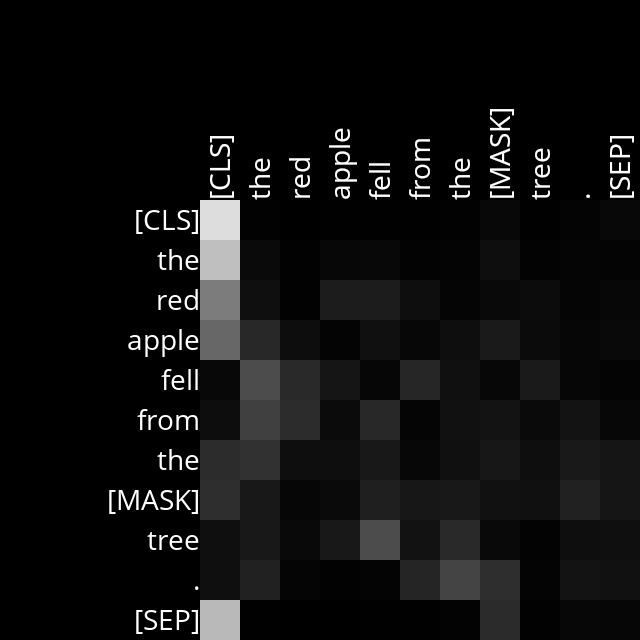 [CLS] the red apple fell from the [MASK] tree . [SEP]
[CLS]
the
red
apple
fell
from
the
[MASK]
tree
.
[SEP]